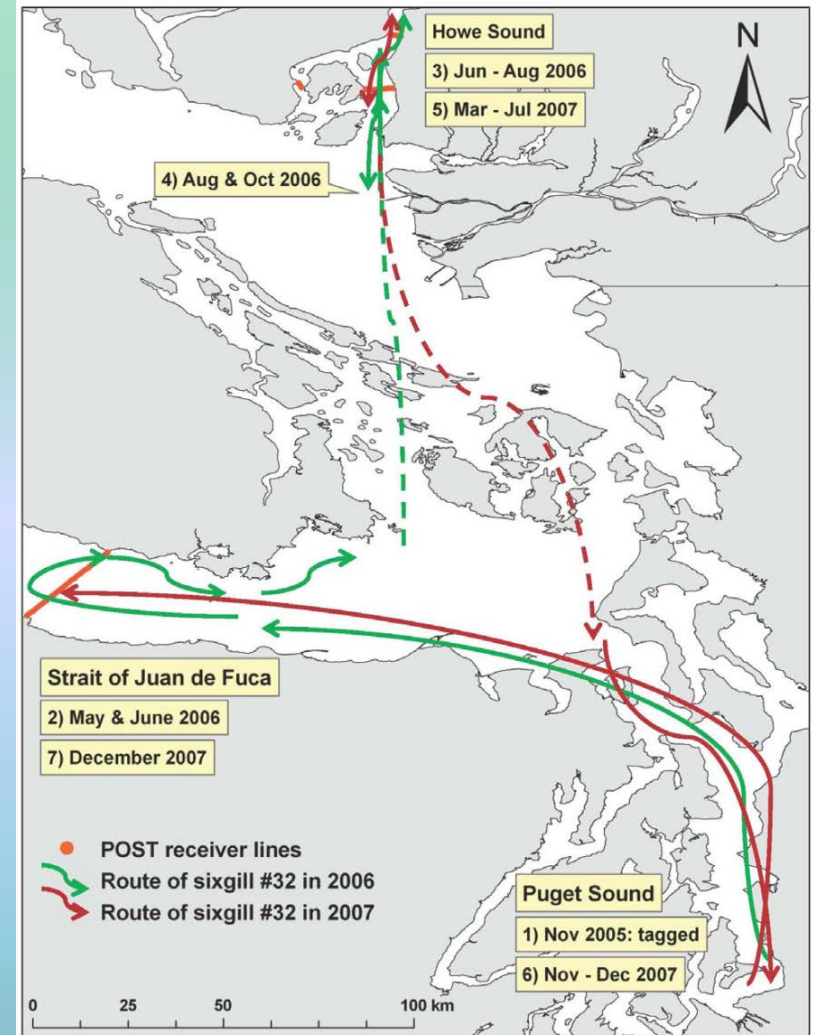 Howe Sound
3) Jun - Aug 2006
5) Mar - Jul 2007
N
4) Aug & Oct 2006
Strait of Juan de Fuca
2) May & June 2006
7) December 2007
POST receiver lines
Route of sixgill #32 in 2006
Route of sixgill #32 in 2007
Puget Sound
1) Nov 2005: tagged
6) Nov - Dec 2007
0 25 50 100 km